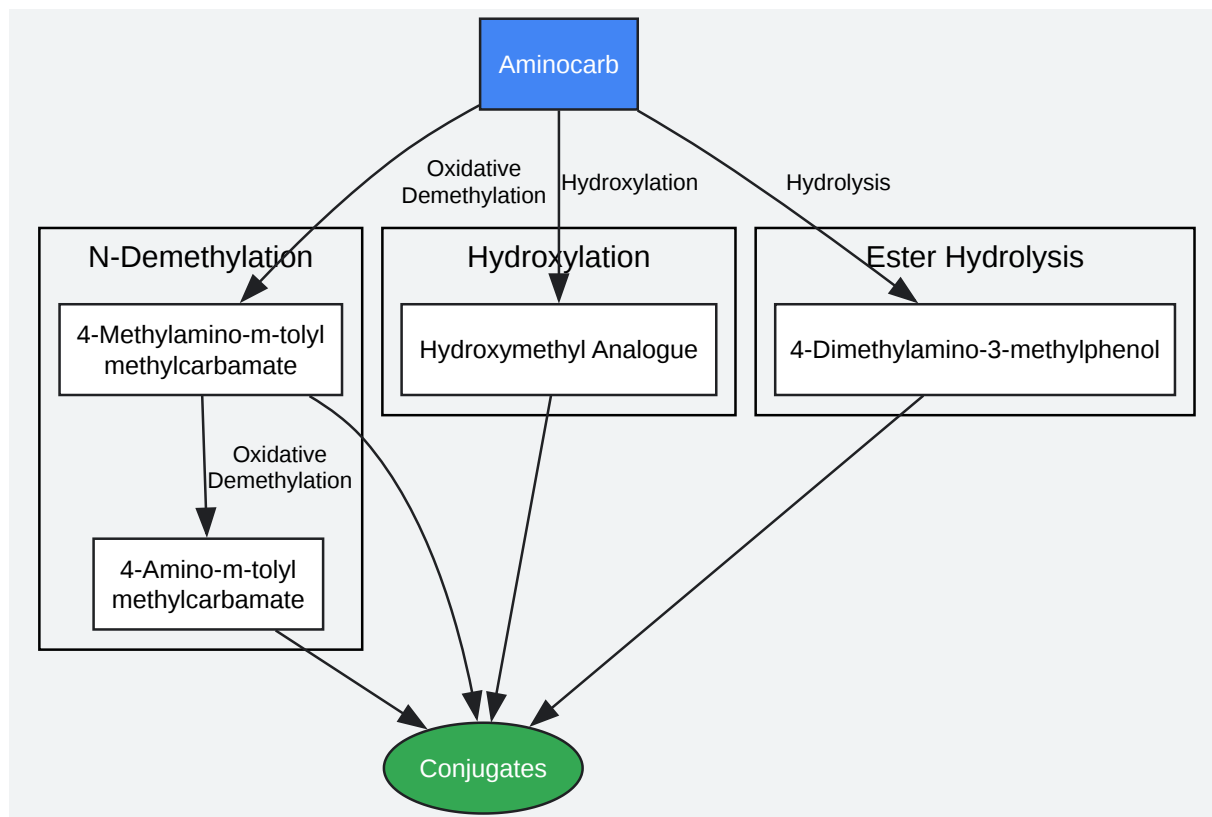 Aminocarb
Oxidative
Demethylation
Hydroxylation
Hydrolysis
N-Demethylation
Hydroxylation
Ester Hydrolysis
4-Methylamino-m-tolyl
methylcarbamate
Hydroxymethyl Analogue
4-Dimethylamino-3-methylphenol
Oxidative
Demethylation
4-Amino-m-tolyl
methylcarbamate
Conjugates